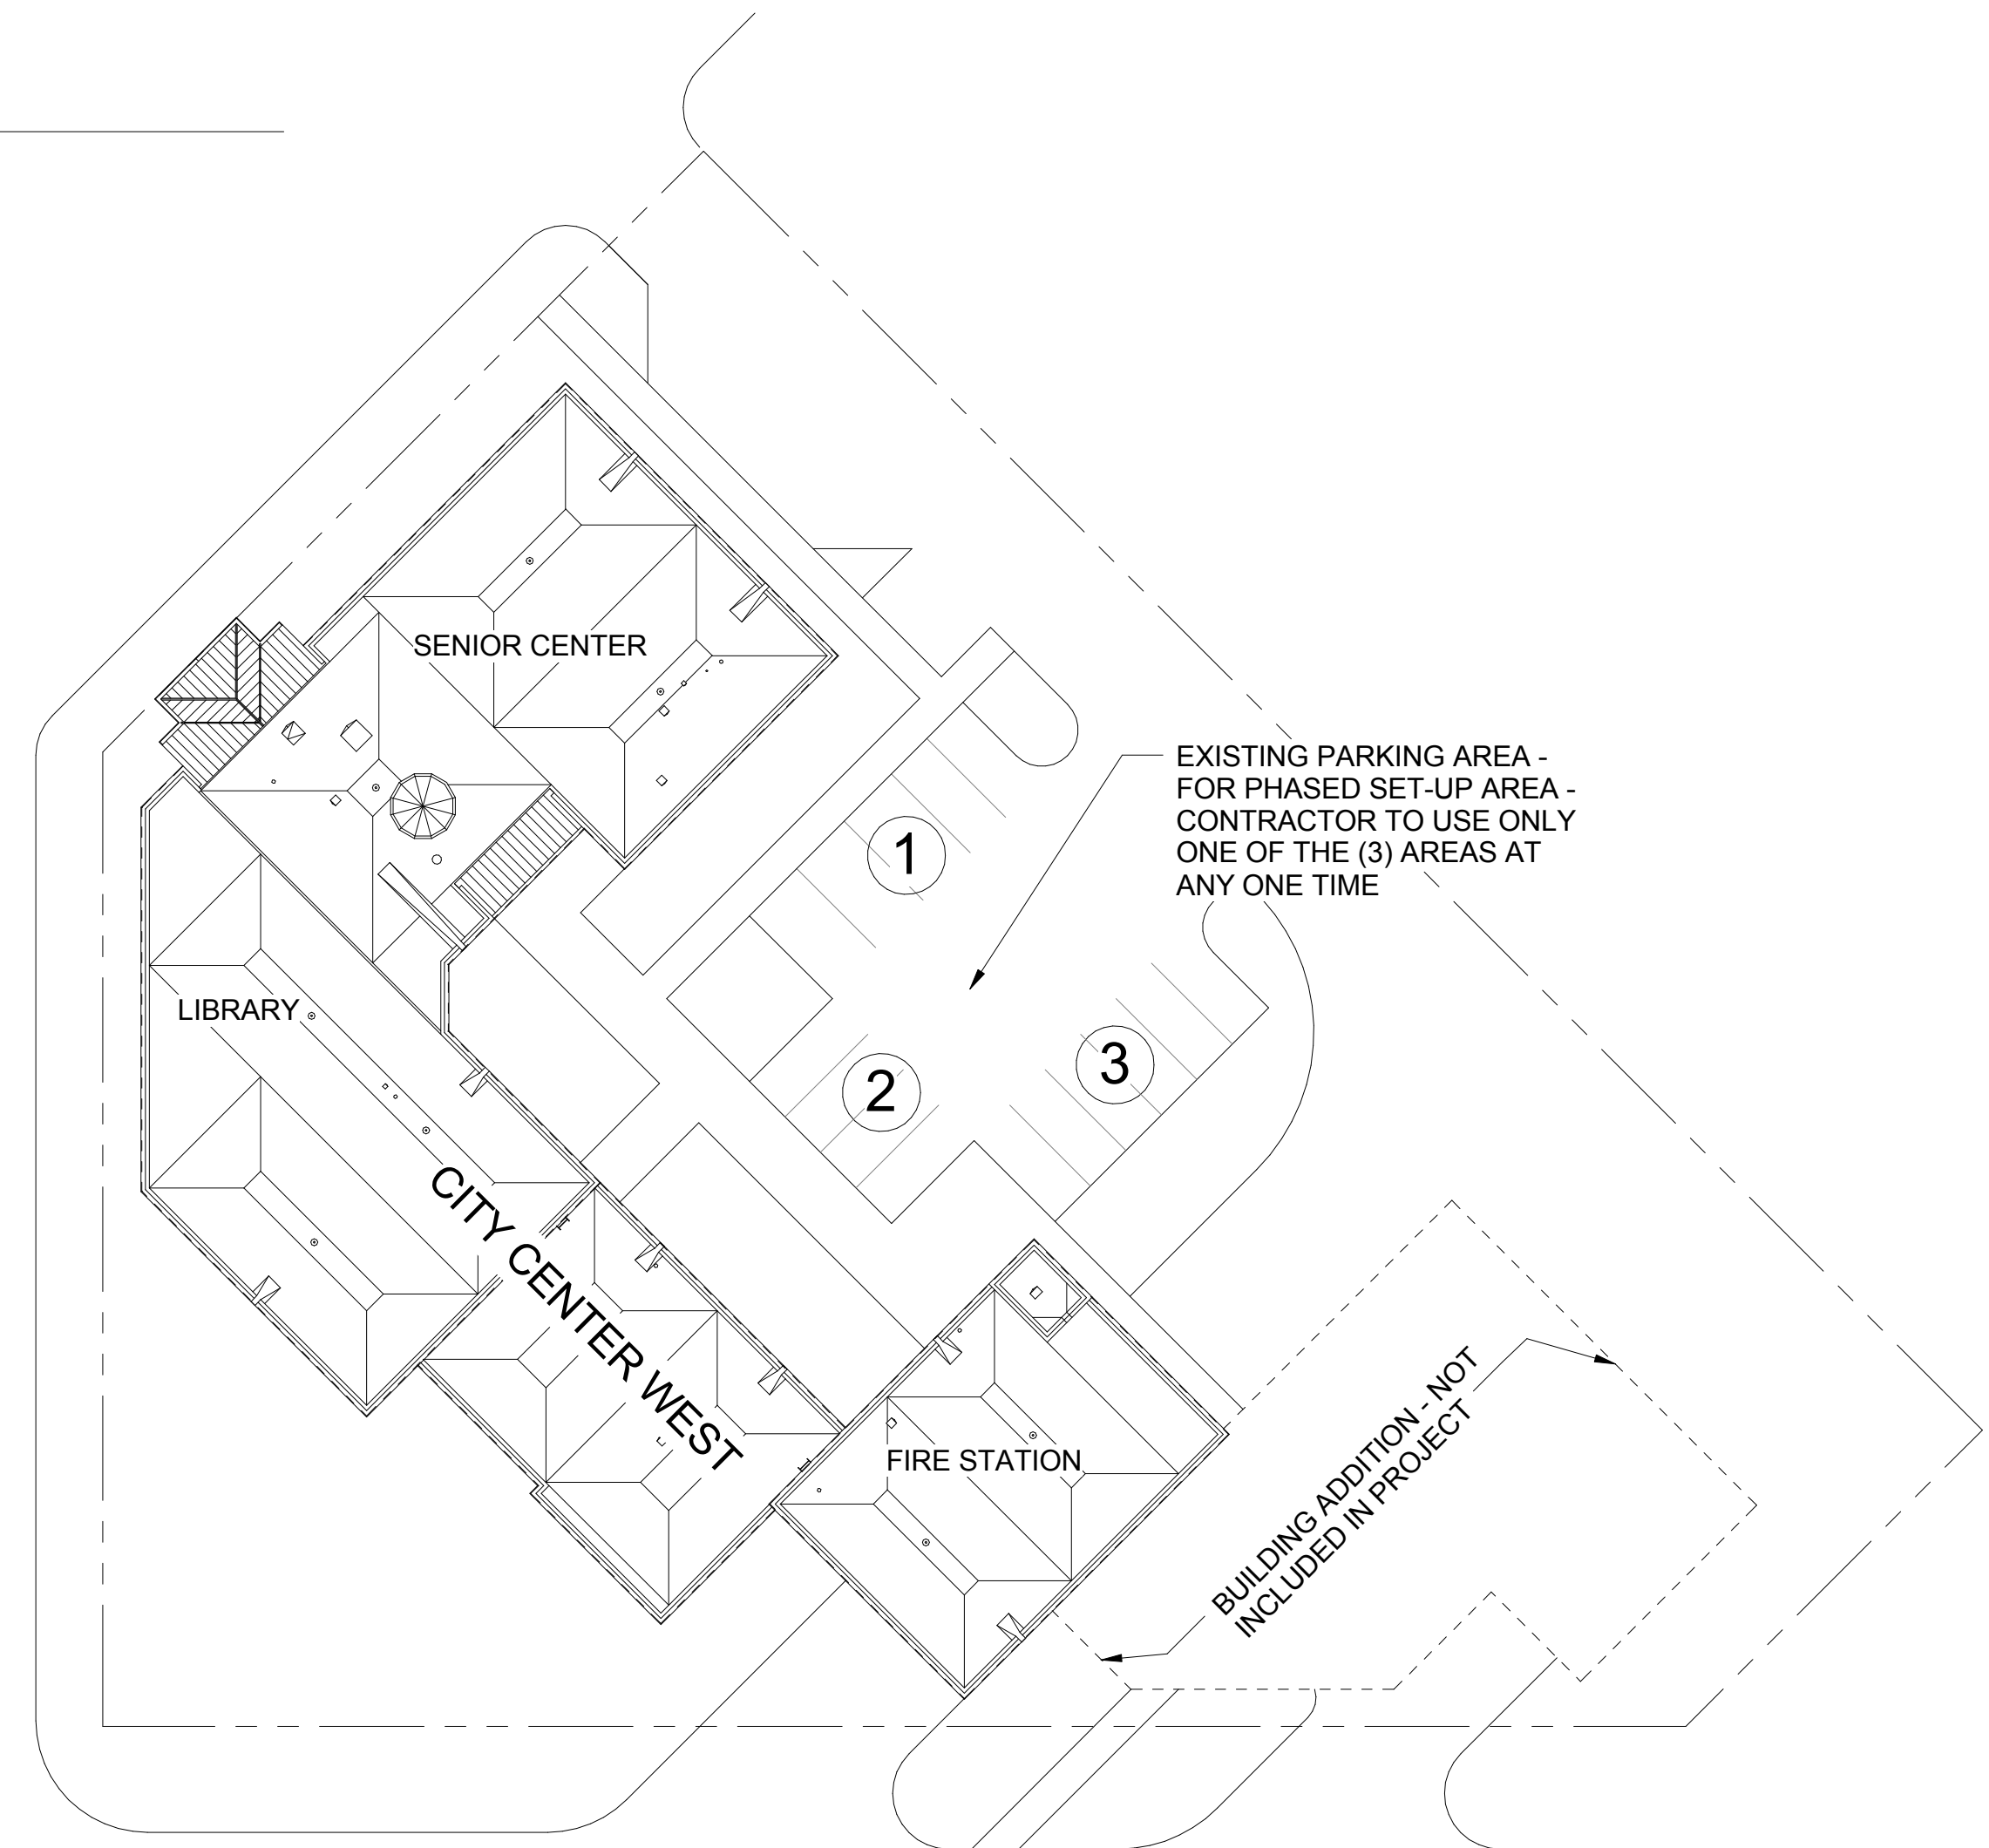 SENIOR CENTER
EXISTING PARKING AREA -
FOR PHASED SET-UP AREA -
CONTRACTOR TO USE ONLY
ONE OF THE (3) AREAS AT
ANY ONE TIME
1
LIBRARY
2
3
CITY CENTER WEST
FIRE STATION
BUILDING ADDITION - NOT
INCLUDED IN PROJECT